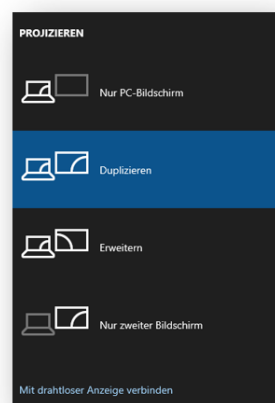 PROJIZIEREN
Nur PC-Bildschirm
Duplizieren
Erweitern
Nur zweiter Bildschirm
Mit drahtloser Anzeige verbinden